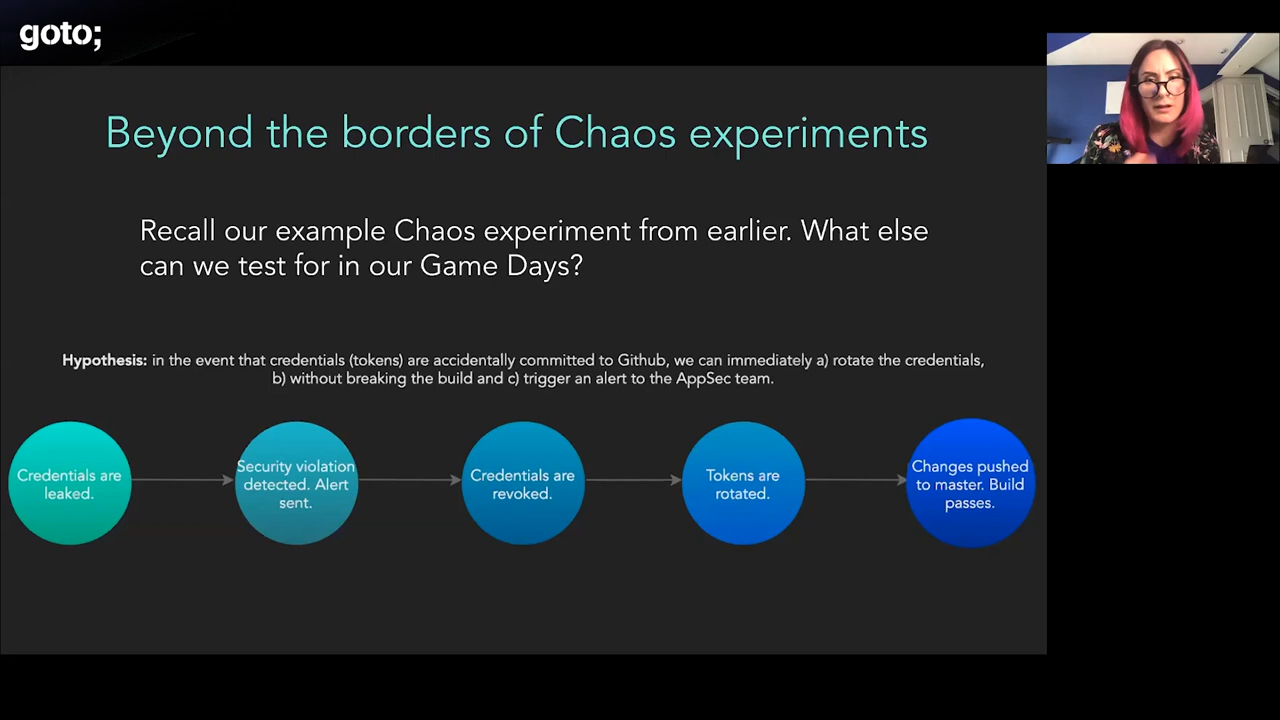 goto;
Beyond the borders of Chaos experiments
Recall our example Chaos experiment from earlier. What else
can we test for in our Game Days?
Hypothesis: in the event that credentials (tokens) are accidentally committed to Github, we can immediately a) rotate the credentials,
b) without breaking the build and c) trigger an alert to the AppSec team.
Credentials are
leaked.
Security violation
detected. Alert
sent.
Credentials are
revoked.
Tokens are
rotated.
Changes pushed
to master. Build
passes.